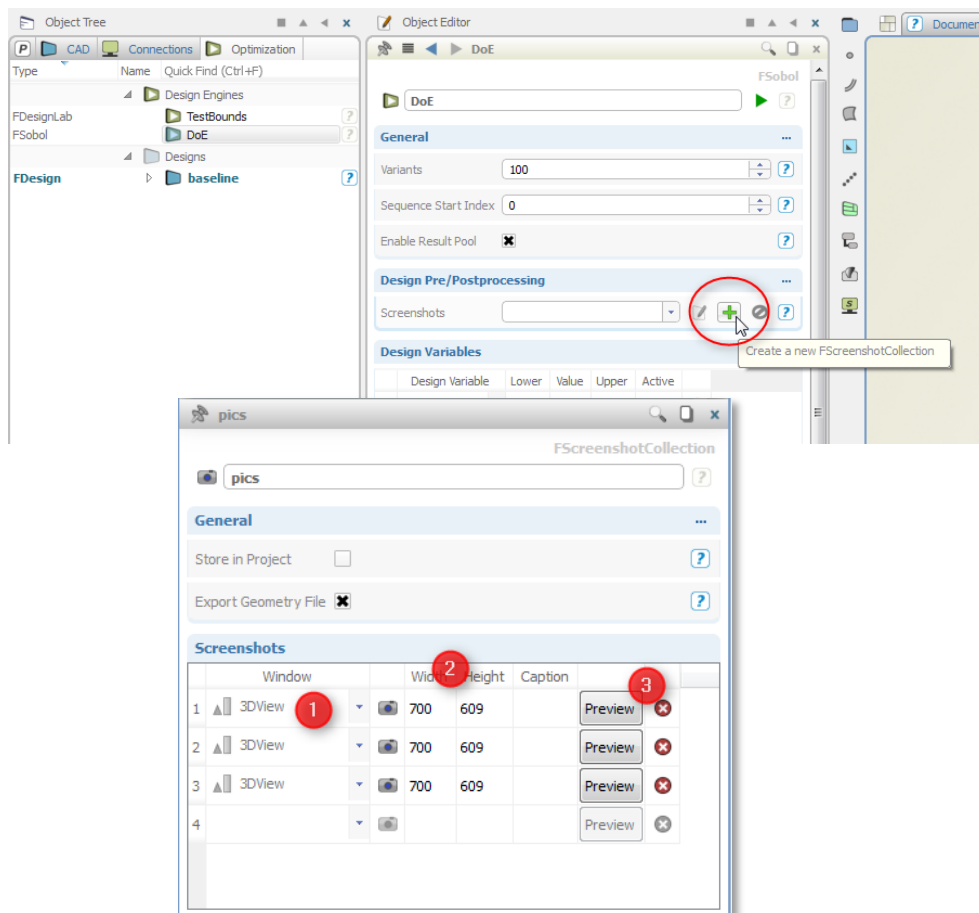 Object Tree
P CAD Connections Optimization
Type Name Quick Find (Ctrl+F)
Design Engines
FDesignLab TestBounds ?
FSobol DoE ?
Designs
FDesign baseline ?
Object Editor
DoE
FSobol
DoE ?
General ...
Variants 100 ?
Sequence Start Index 0 ?
Enable Result Pool ?
Design Pre/Postprocessing ...
Screenshots ?
Create a new FScreenshotCollection
Design Variables
Design Variable Lower Value Upper Active
S
? Documen
pics
FScreenshotCollection
pics ?
General ...
Store in Project ?
Export Geometry File ?
Screenshots
Window Width 2 Height Caption 3
1 3DView 1 700 609 Preview
2 3DView 700 609 Preview
3 3DView 700 609 Preview
4 Preview